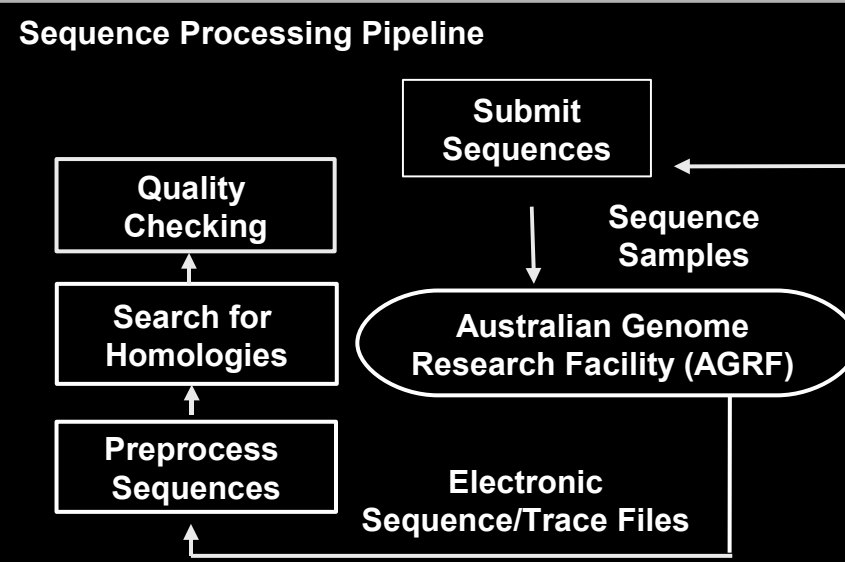 Sequence Processing Pipeline
Submit
Sequences
Quality
Checking
Sequence
Samples
Search for
Homologies
Australian Genome
Research Facility (AGRF)
Preprocess
Sequences
Electronic
Sequence/Trace Files